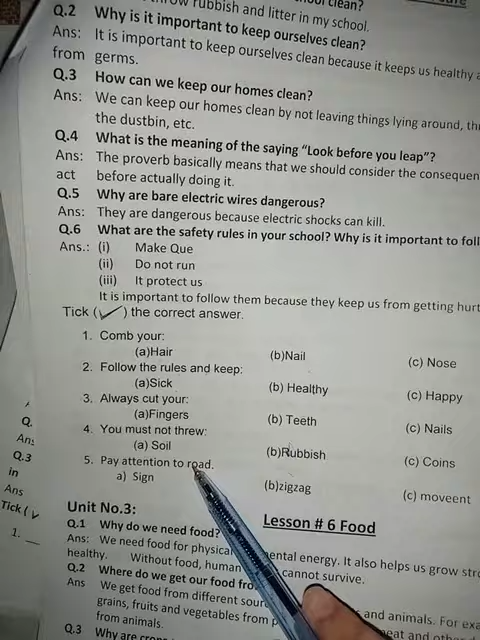 throw rubbish and litter in my school.
Q.2 Why is it important to keep ourselves clean?
Ans: It is important to keep ourselves clean because it keeps us healthy
from germs.
Q.3 How can we keep our homes clean?
Ans: We can keep our homes clean by not leaving things lying around,
the dustbin, etc.
Q.4 What is the meaning of the saying "Look before you leap"?
Ans: The proverb basically means that we should consider the
act before actually doing it.
Q.5 Why are bare electric wires dangerous?
Ans: They are dangerous because electric shocks can kill.
Q.6 What are the safety rules in your school? Why is it important to
Ans.: (i) Make Que
(ii) Do not run
(iii) It protect us
It is important to follow them because they keep us from getting hurt
Tick (✓) the correct answer.
1. Comb your:
(a)Hair (b)Nail (c) Nose
2. Follow the rules and keep:
(a)Sick (b) Healthy (c) Happy
3. Always cut your:
(a)Fingers (b) Teeth (c) Nails
4. You must not threw:
(a) Soil (b)Rubbish (c) Coins
5. Pay attention to road.
a) Sign (b)zigzag (c) moveent
Unit No.3: Lesson # 6 Food
Q.1 Why do we need food?
Ans: We need food for physical energy. It also helps us grow
healthy. Without food, human cannot survive.
Q.2 Where do we get our food
Ans We get food from different and animals. For
grains, fruits and vegetables from and other
from animals.
Q.3 Why are
Q.
Ans
Q.3
in
Ans
Tick (✓
1.